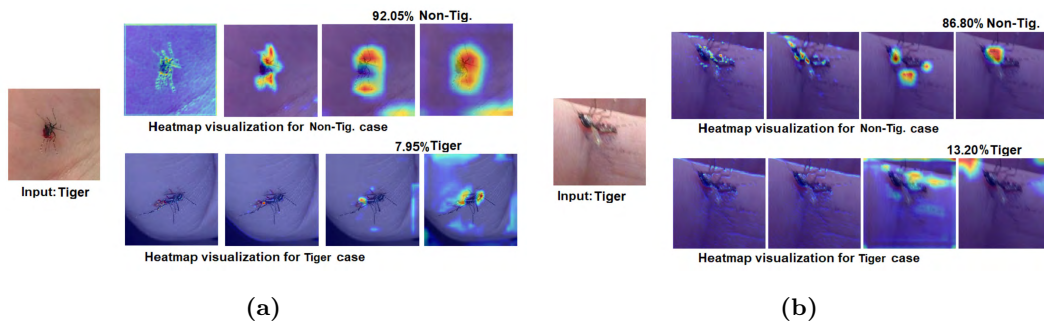 92.05% Non-Tig.
Heatmap visualization for Non-Tig. case
7.95%Tiger
Input: Tiger
Heatmap visualization for Tiger case
(a)
86.80% Non-Tig.
Heatmap visualization for Non-Tig. case
13.20%Tiger
Input: Tiger
Heatmap visualization for Tiger case
(b)